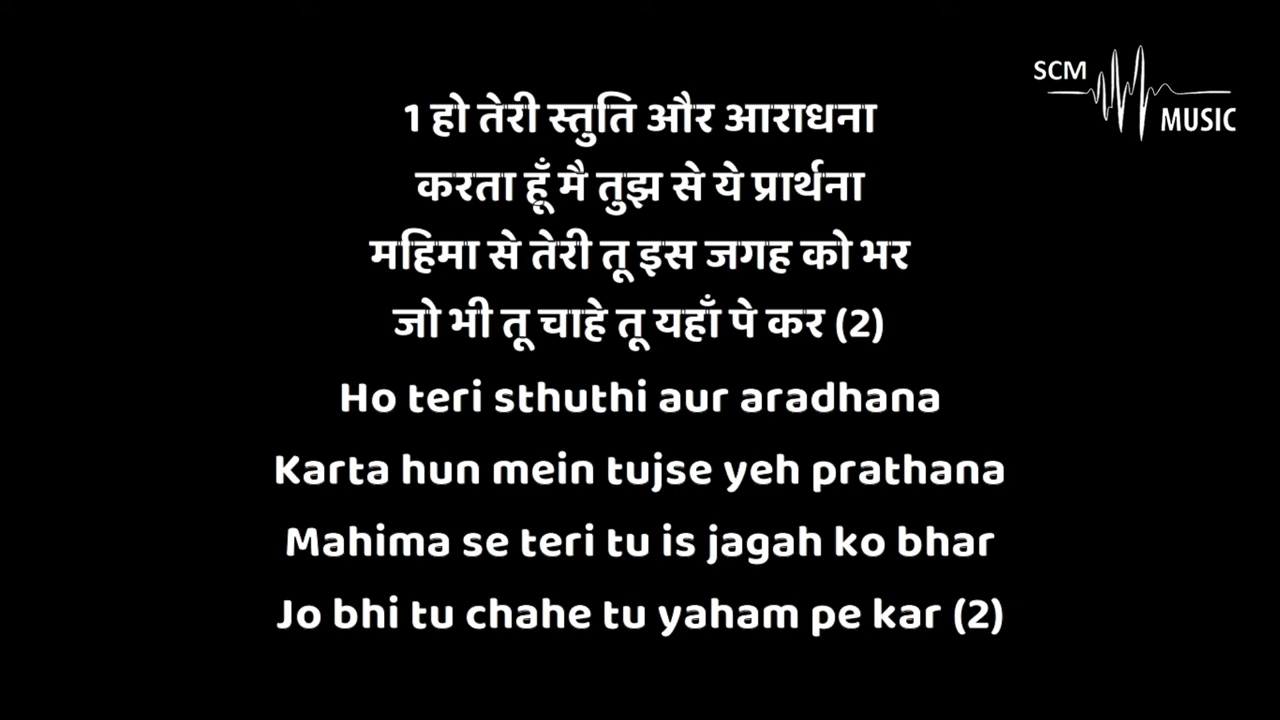 SCM
MUSIC
1 हो तेरी स्तुति और आराधना
करता हूँ मै तुझ से ये प्रार्थना
महिमा से तेरी तू इस जगह को भर
जो भी तू चाहे तू यहाँ पे कर (2)
Ho teri sthuthi aur aradhana
Karta hun mein tujse yeh prathana
Mahima se teri tu is jagah ko bhar
Jo bhi tu chahe tu yaham pe kar (2)